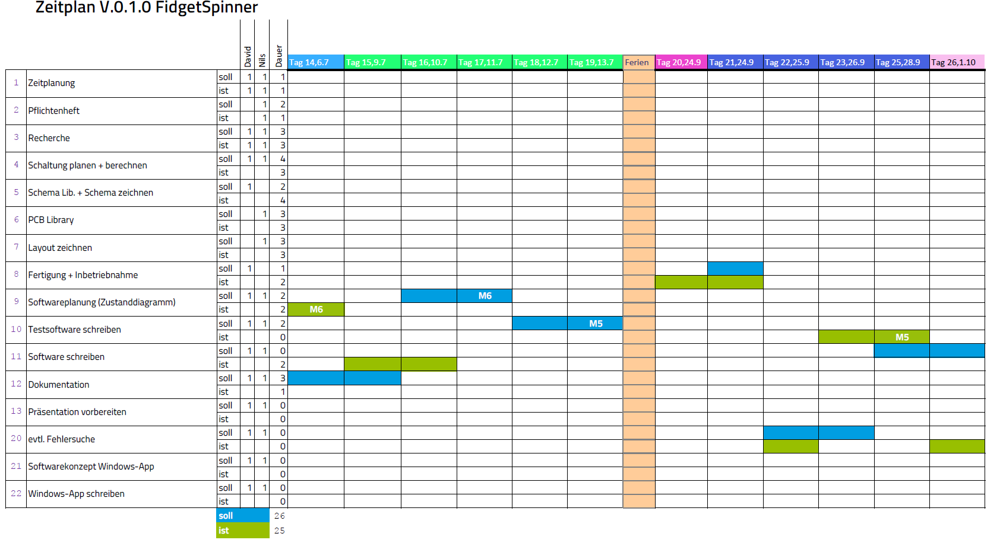 Zeitplan V.0.1.0 FidgetSpinner
David Nils Dauer Tag 14,6.7 Tag 15,9.7 Tag 16,10.7 Tag 17,11.7 Tag 18,12.7 Tag 19,13.7 Ferien Tag 20,24.9 Tag 21,24.9 Tag 22,25.9 Tag 23,26.9 Tag 25,28.9 Tag 26,1.10
1 Zeitplanung soll 1 1 1
ist 1 1 1
2 Pflichtenheft soll 1 2
ist 1 1
3 Recherche soll 1 1 3
ist 1 1 3
4 Schaltung planen + berechnen soll 1 1 4
ist 3
5 Schema Lib. + Schema zeichnen soll 1 2
ist 4
6 PCB Library soll 1 3
ist 3
7 Layout zeichnen soll 1 3
ist 3
8 Fertigung + Inbetriebnahme soll 1 1
ist 2
9 Softwareplanung (Zustanddiagramm) soll 1 1 2 M6
ist 2 M6
10 Testsoftware schreiben soll 1 1 2 M5
ist 0 M5
11 Software schreiben soll 1 1 0
ist 2
12 Dokumentation soll 1 1 3
ist 1
13 Präsentation vorbereiten soll 1 1 0
ist 0
20 evtl. Fehlersuche soll 1 1 0
ist 0
21 Softwarekonzept Windows-App soll 1 1 0
ist 0
22 Windows-App schreiben soll 1 1 0
ist 0
soll 26
ist 25